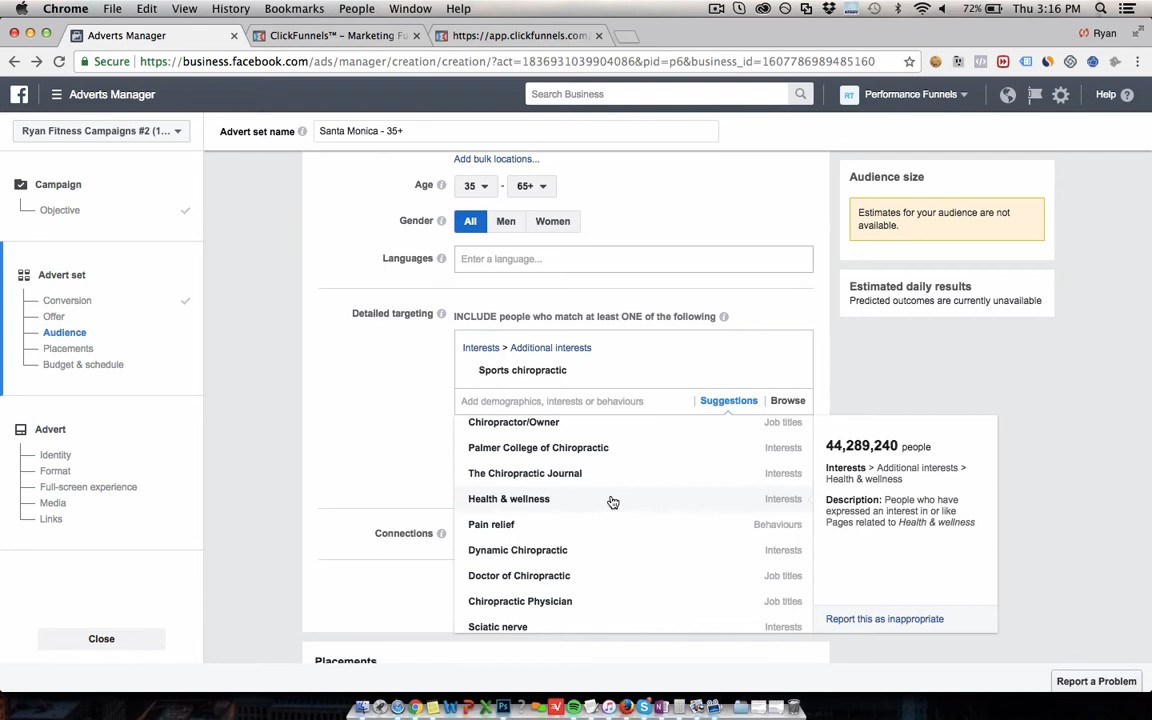 Chrome File Edit View History Bookmarks People Window Help 72% Thu 3:16 PM
Adverts Manager ClickFunnels™ – Marketing Fu https://app.clickfunnels.com/ Ryan
Secure https://business.facebook.com/ads/manager/creation/creation/?act=1836931039904086&pid=p6&business_id=1607786989485160
Adverts Manager Search Business RT Performance Funnels Help
Ryan Fitness Campaigns #2 (1... Advert set name Santa Monica - 35+
Add bulk locations...
Age 35 - 65+
Gender All Men Women
Languages Enter a language...
Detailed targeting INCLUDE people who match at least ONE of the following
Interests > Additional interests
Sports chiropractic
Add demographics, interests or behaviours Suggestions Browse
Chiropractor/Owner Job titles
Palmer College of Chiropractic Interests
The Chiropractic Journal Interests
Health & wellness Interests
Pain relief Behaviours
Dynamic Chiropractic Interests
Doctor of Chiropractic Job titles
Chiropractic Physician Job titles
Sciatic nerve Interests
Connections
Placements
Campaign
Objective
Advert set
Conversion
Offer
Audience
Placements
Budget & schedule
Advert
Identity
Format
Full-screen experience
Media
Links
Close
Audience size
Estimates for your audience are not
available.
Estimated daily results
Predicted outcomes are currently unavailable
44,289,240 people
Interests > Additional interests >
Health & wellness
Description: People who have
expressed an interest in or like
Pages related to Health & wellness
Report this as inappropriate
Report a Problem